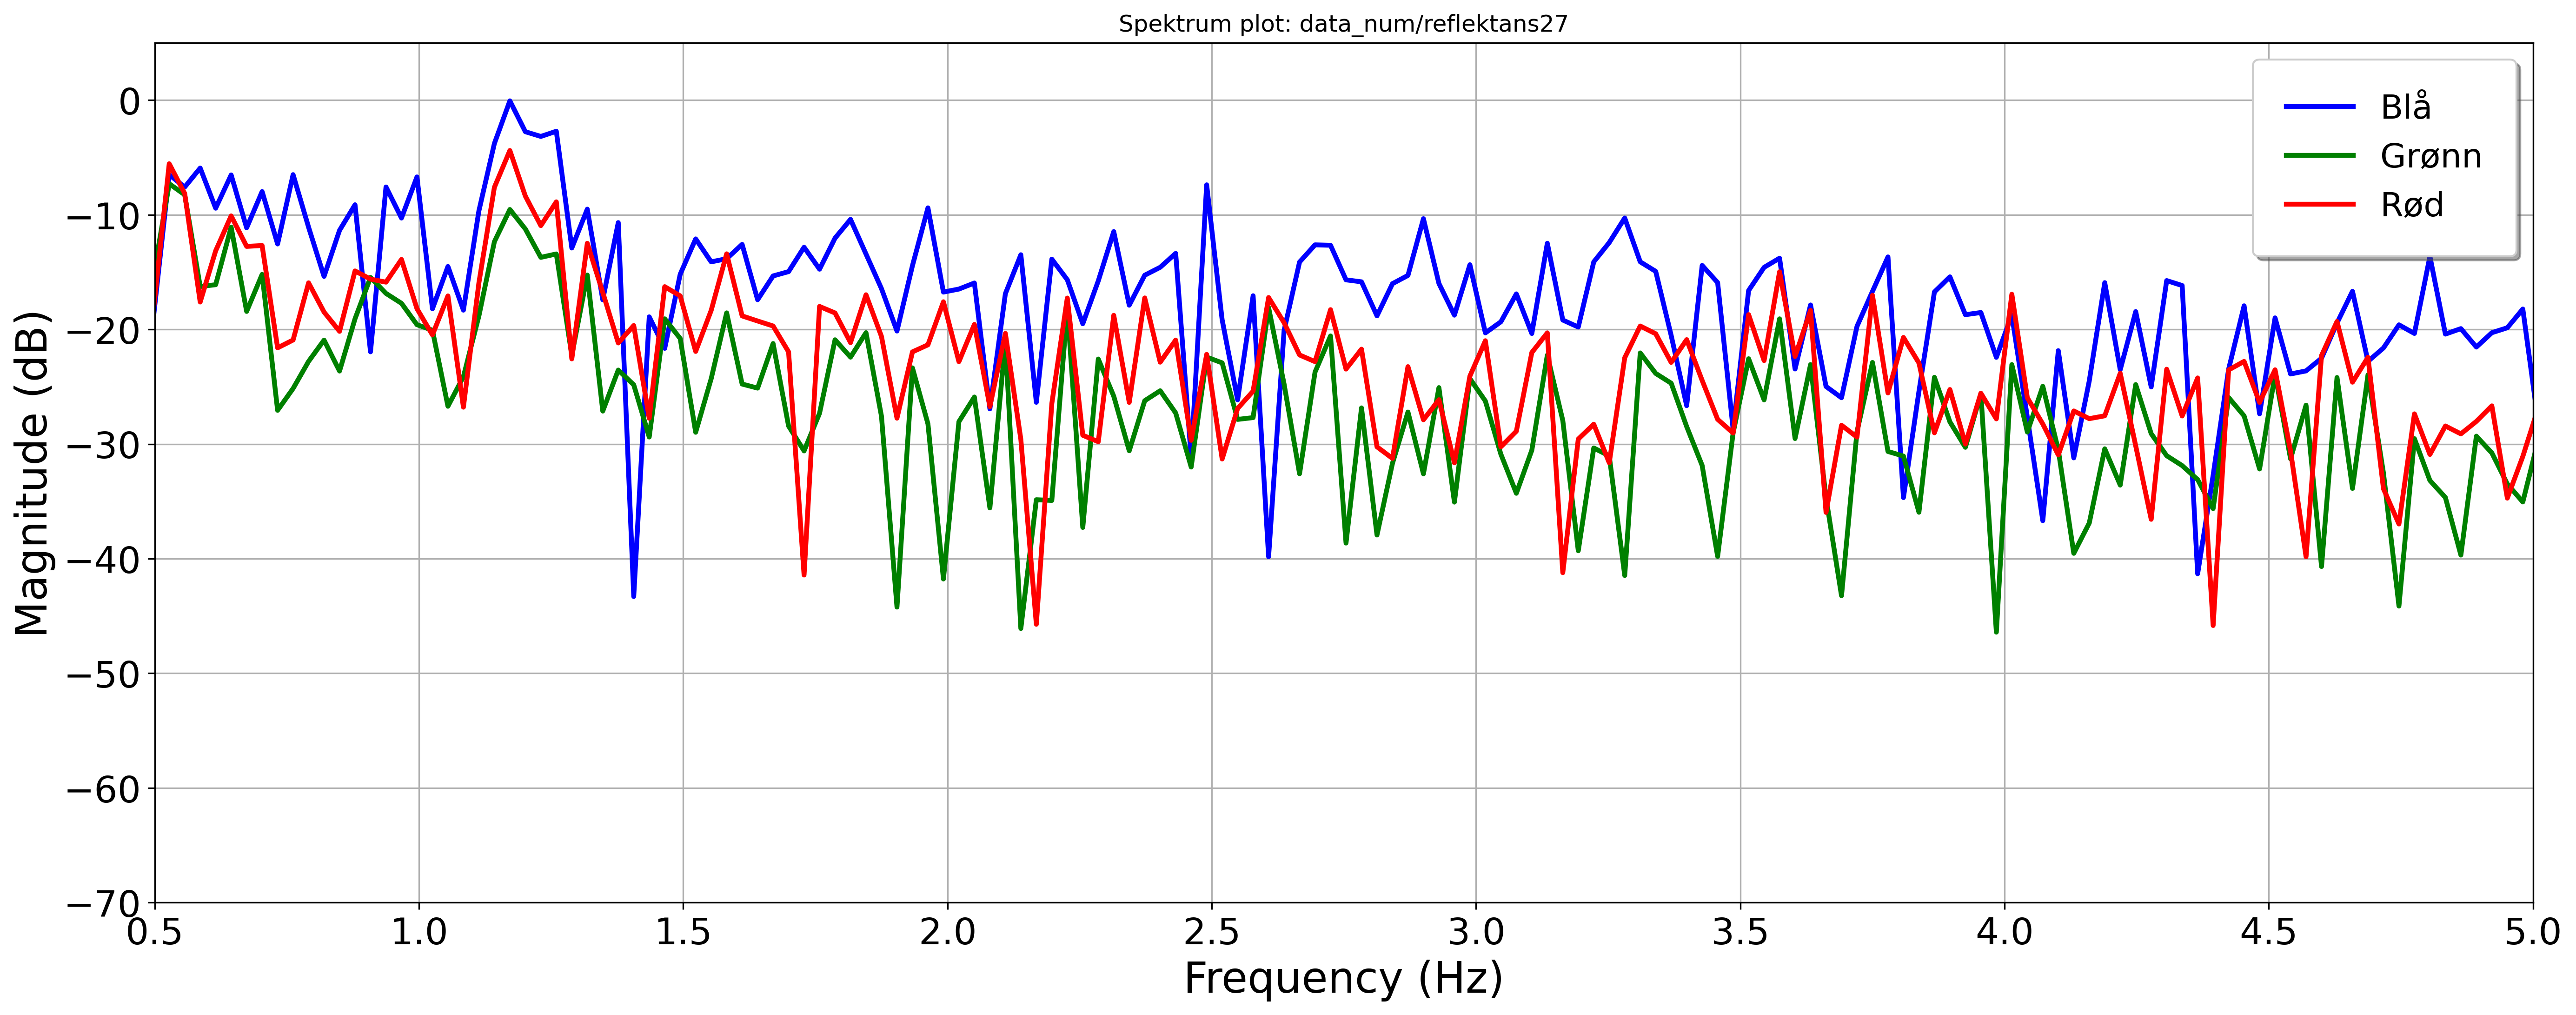 Spektrum plot: data_num/reflektans27
Blå
Grønn
Rød
Magnitude (dB)
0
−10
−20
−30
−40
−50
−60
−70
0.5 1.0 1.5 2.0 2.5 3.0 3.5 4.0 4.5 5.0
Frequency (Hz)